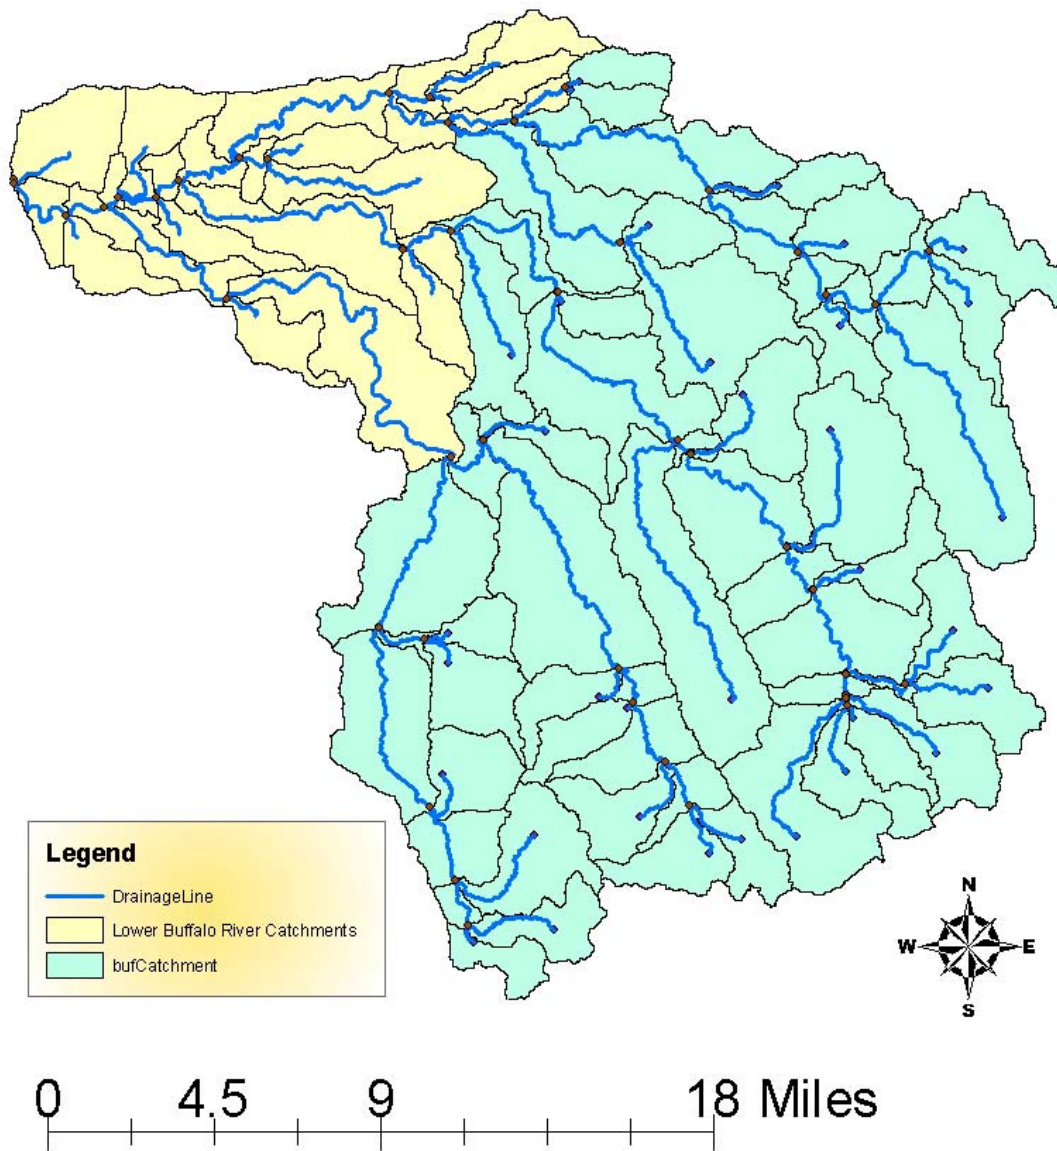 Legend
DrainageLine
Lower Buffalo River Catchments
bufCatchment
N
W E
S
0 4.5 9 18 Miles